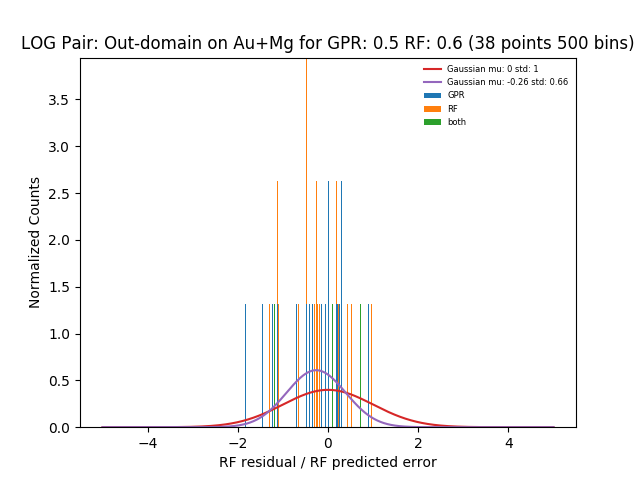 LOG Pair: Out-domain on Au+Mg for GPR: 0.5 RF: 0.6 (38 points 500 bins)
Gaussian mu: 0 std: 1
Gaussian mu: -0.26 std: 0.66
GPR
RF
both
Normalized Counts
3.5
3.0
2.5
2.0
1.5
1.0
0.5
0.0
−4
−2
0
2
4
RF residual / RF predicted error